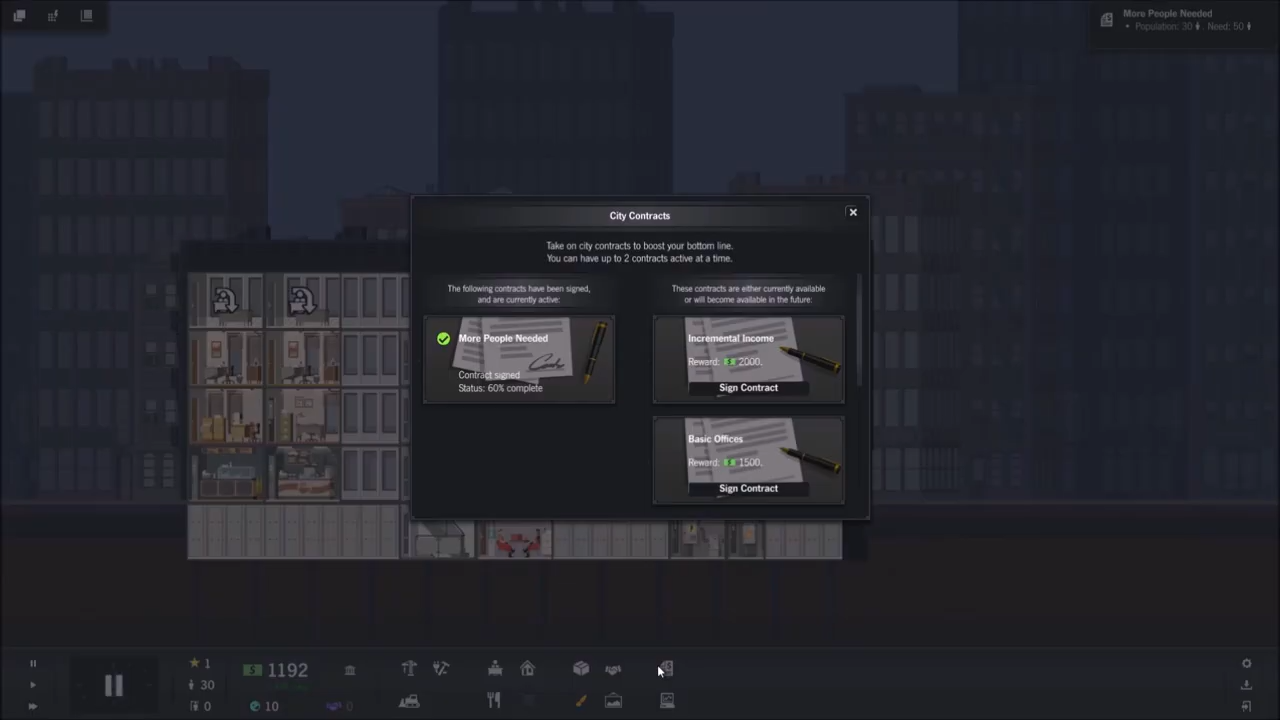 More People Needed
• Population: 30 Need: 50
City Contracts
Take on city contracts to boost your bottom line.
You can have up to 2 contracts active at a time.
The following contracts have been signed,
and are currently active:
More People Needed
Contract signed
Status: 60% complete
These contracts are either currently available
or will become available in the future:
Incremental Income
Reward: 2000,
Sign Contract
Basic Offices
Reward: 1500,
Sign Contract
1
30
0
1192
10
0